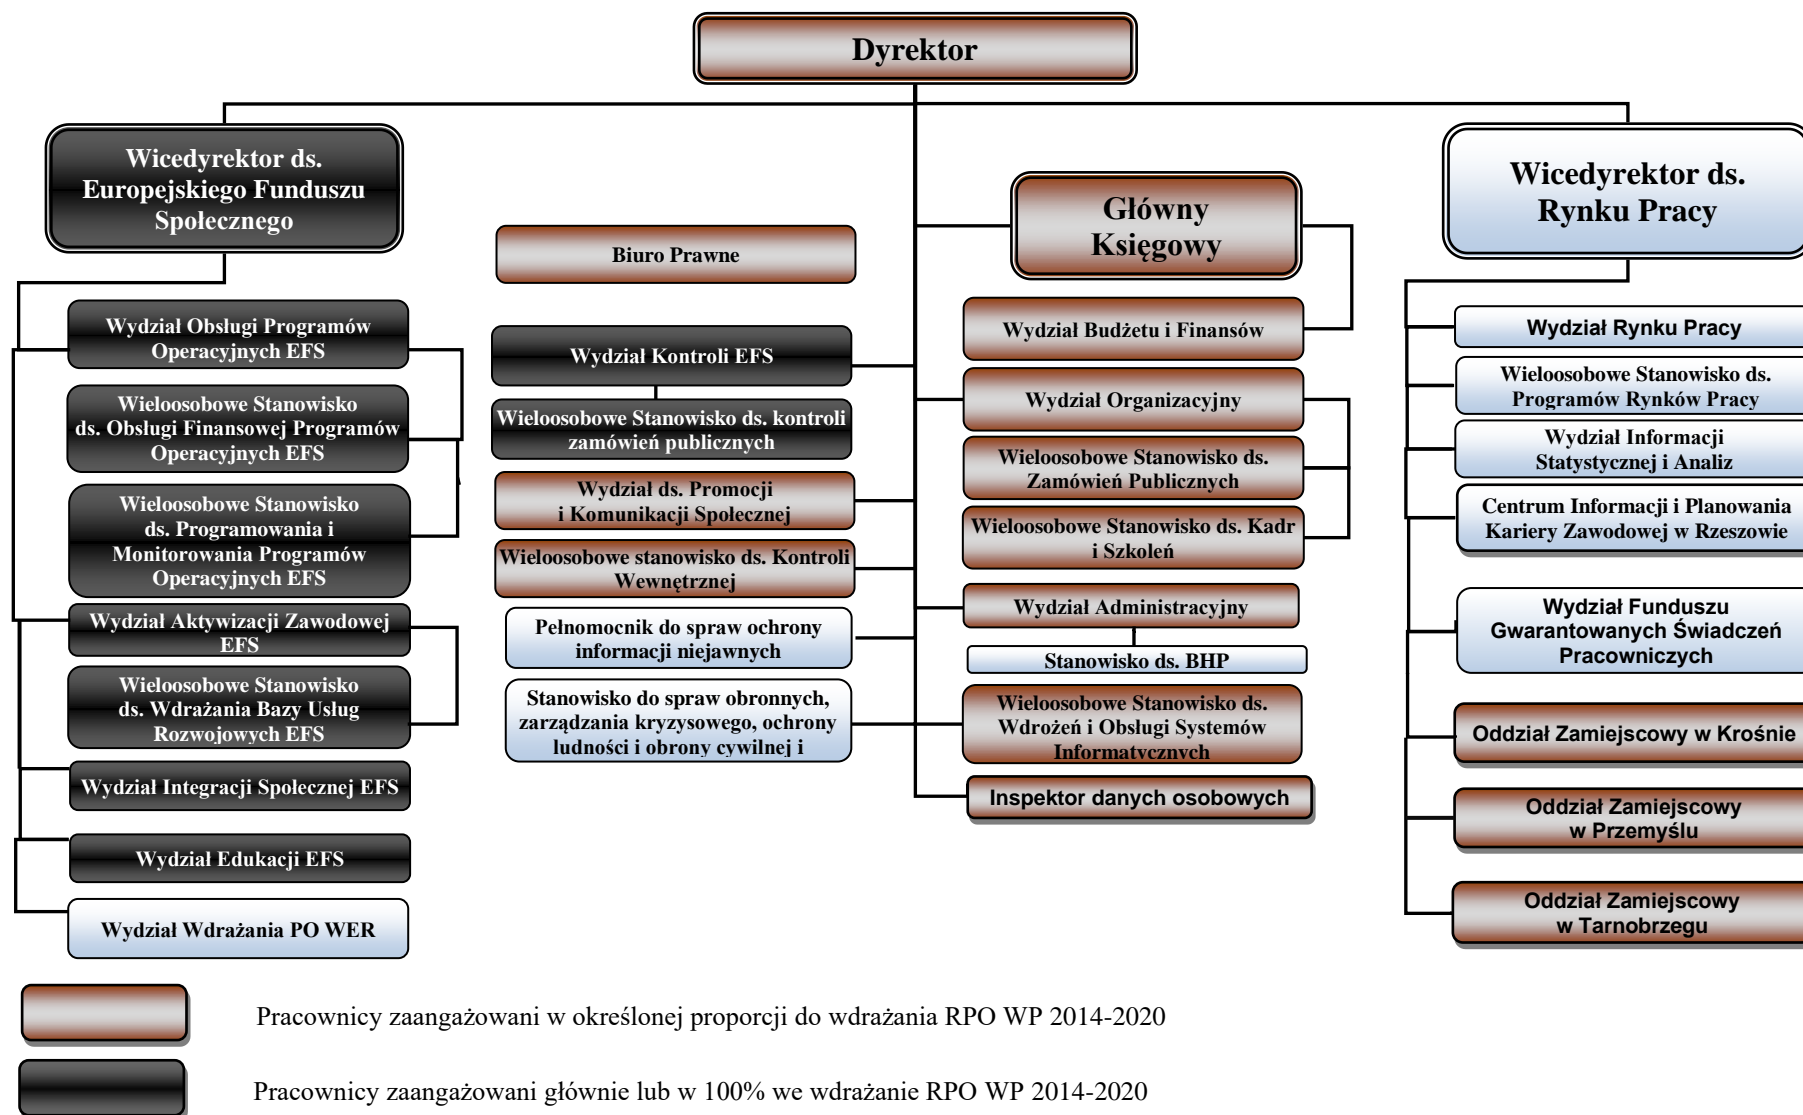 Dyrektor
Wicedyrektor ds.
Europejskiego Funduszu
Społecznego
Biuro Prawne
Główny
Księgowy
Wicedyrektor ds.
Rynku Pracy
Wydział Obsługi Programów
Operacyjnych EFS
Wieloosobowe Stanowisko
ds. Obsługi Finansowej Programów
Operacyjnych EFS
Wieloosobowe Stanowisko
ds. Programowania i
Monitorowania Programów
Operacyjnych EFS
Wydział Aktywizacji Zawodowej
EFS
Wieloosobowe Stanowisko
ds. Wdrażania Bazy Usług
Rozwojowych EFS
Wydział Integracji Społecznej EFS
Wydział Edukacji EFS
Wydział Wdrażania PO WER
Wydział Kontroli EFS
Wieloosobowe Stanowisko ds. kontroli
zamówień publicznych
Wydział ds. Promocji
i Komunikacji Społecznej
Wieloosobowe stanowisko ds. Kontroli
Wewnętrznej
Pełnomocnik do spraw ochrony
informacji niejawnych
Stanowisko do spraw obronnych,
zarządzania kryzysowego, ochrony
ludności i obrony cywilnej i
Wydział Budżetu i Finansów
Wydział Organizacyjny
Wieloosobowe Stanowisko ds.
Zamówień Publicznych
Wieloosobowe Stanowisko ds. Kadr
i Szkoleń
Wydział Administracyjny
Stanowisko ds. BHP
Wieloosobowe Stanowisko ds.
Wdrożeń i Obsługi Systemów
Informatycznych
Inspektor danych osobowych
Wydział Rynku Pracy
Wieloosobowe Stanowisko ds.
Programów Rynków Pracy
Wydział Informacji
Statystycznej i Analiz
Centrum Informacji i Planowania
Kariery Zawodowej w Rzeszowie
Wydział Funduszu
Gwarantowanych Świadczeń
Pracowniczych
Oddział Zamiejscowy w Krośnie
Oddział Zamiejscowy
w Przemyślu
Oddział Zamiejscowy
w Tarnobrzegu
Pracownicy zaangażowani w określonej proporcji do wdrażania RPO WP 2014-2020
Pracownicy zaangażowani głównie lub w 100% we wdrażanie RPO WP 2014-2020